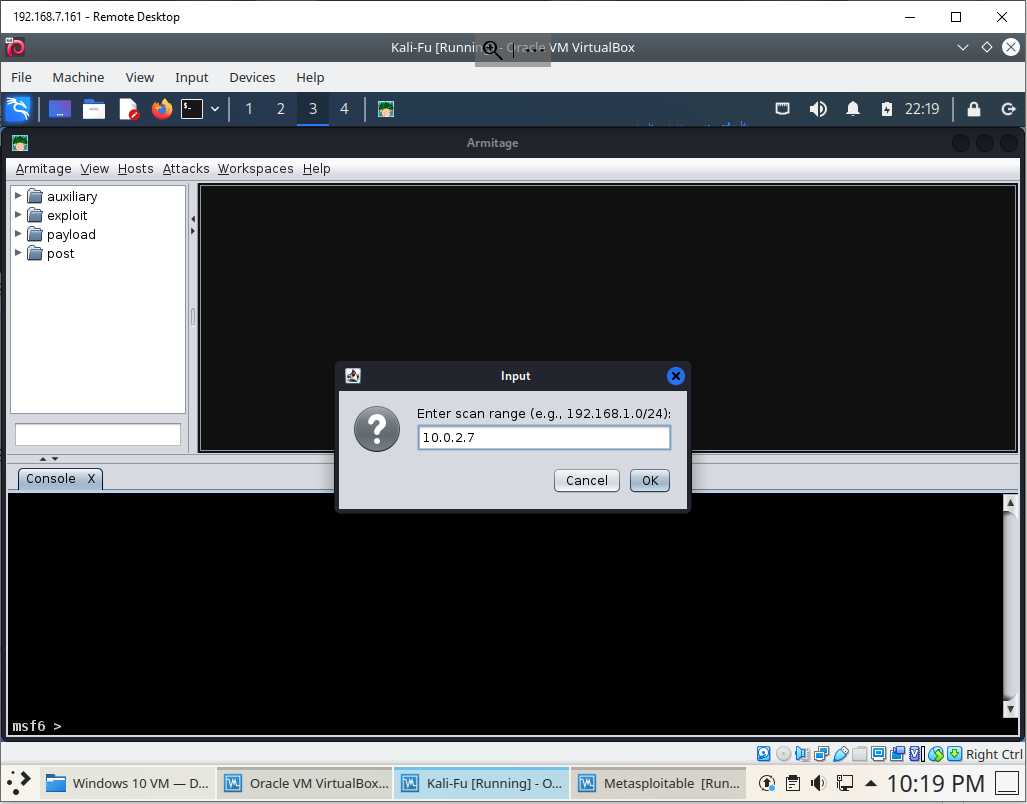 192.168.7.161 - Remote Desktop
Kali-Fu [Running] - Oracle VM VirtualBox
File Machine View Input Devices Help
1 2 3 4 22:19
Armitage
Armitage View Hosts Attacks Workspaces Help
auxiliary
exploit
payload
post
Input
Enter scan range (e.g., 192.168.1.0/24):
10.0.2.7
Cancel OK
Console X
msf6 >
Right Ctrl
Windows 10 VM — D... Oracle VM VirtualBox... Kali-Fu [Running] - O... Metasploitable [Run... 10:19 PM